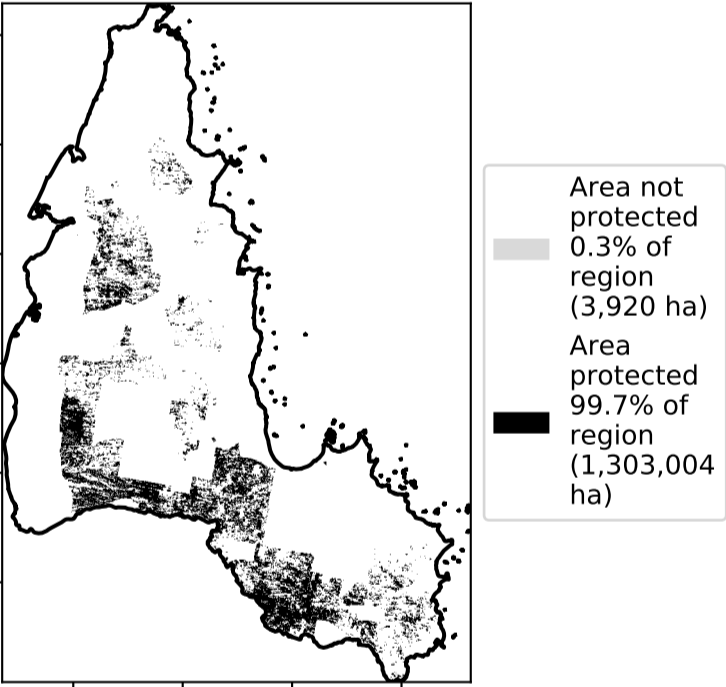 Area not
protected
0.3% of
region
(3,920 ha)
Area
protected
99.7% of
region
(1,303,004
ha)